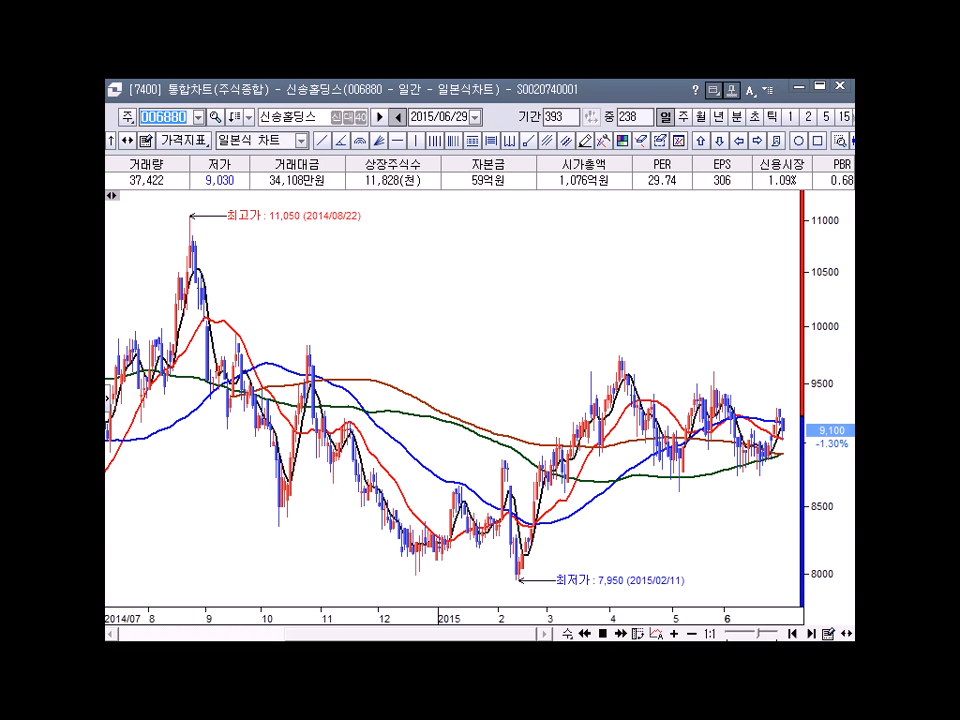 [7400] 통합차트(주식종합) - 신송홀딩스(006880 - 일간 - 일본식차트) - S0020740001
주 006880 신송홀딩스 신대40 2015/06/29 기간 393 중 238 일 주 월 년 분 초 틱 1 2 5 15
가격지표 일본식 차트
거래량 저가 거래대금 상장주식수 자본금 시가총액 PER EPS 신용시장 PBR
37,422 9,030 34,108만원 11,828(천) 59억원 1,076억원 29.74 306 1.09% 0.68
최고가 : 11,050 (2014/08/22)
11000
10500
10000
9500
9,100
-1.30%
8500
8000
최저가 : 7,950 (2015/02/11)
2014/07 8 9 10 11 12 2015 2 3 4 5 6
수 1:1